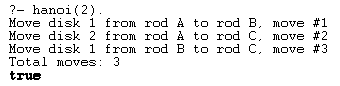 ?- hanoi(2).
Move disk 1 from rod A to rod B, move #1
Move disk 2 from rod A to rod C, move #2
Move disk 1 from rod B to rod C, move #3
Total moves: 3
true